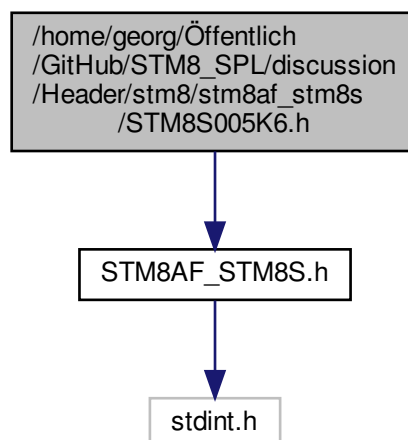 /home/georg/Öffentlich
/GitHub/STM8_SPL/discussion
/Header/stm8/stm8af_stm8s
/STM8S005K6.h
STM8AF_STM8S.h
stdint.h